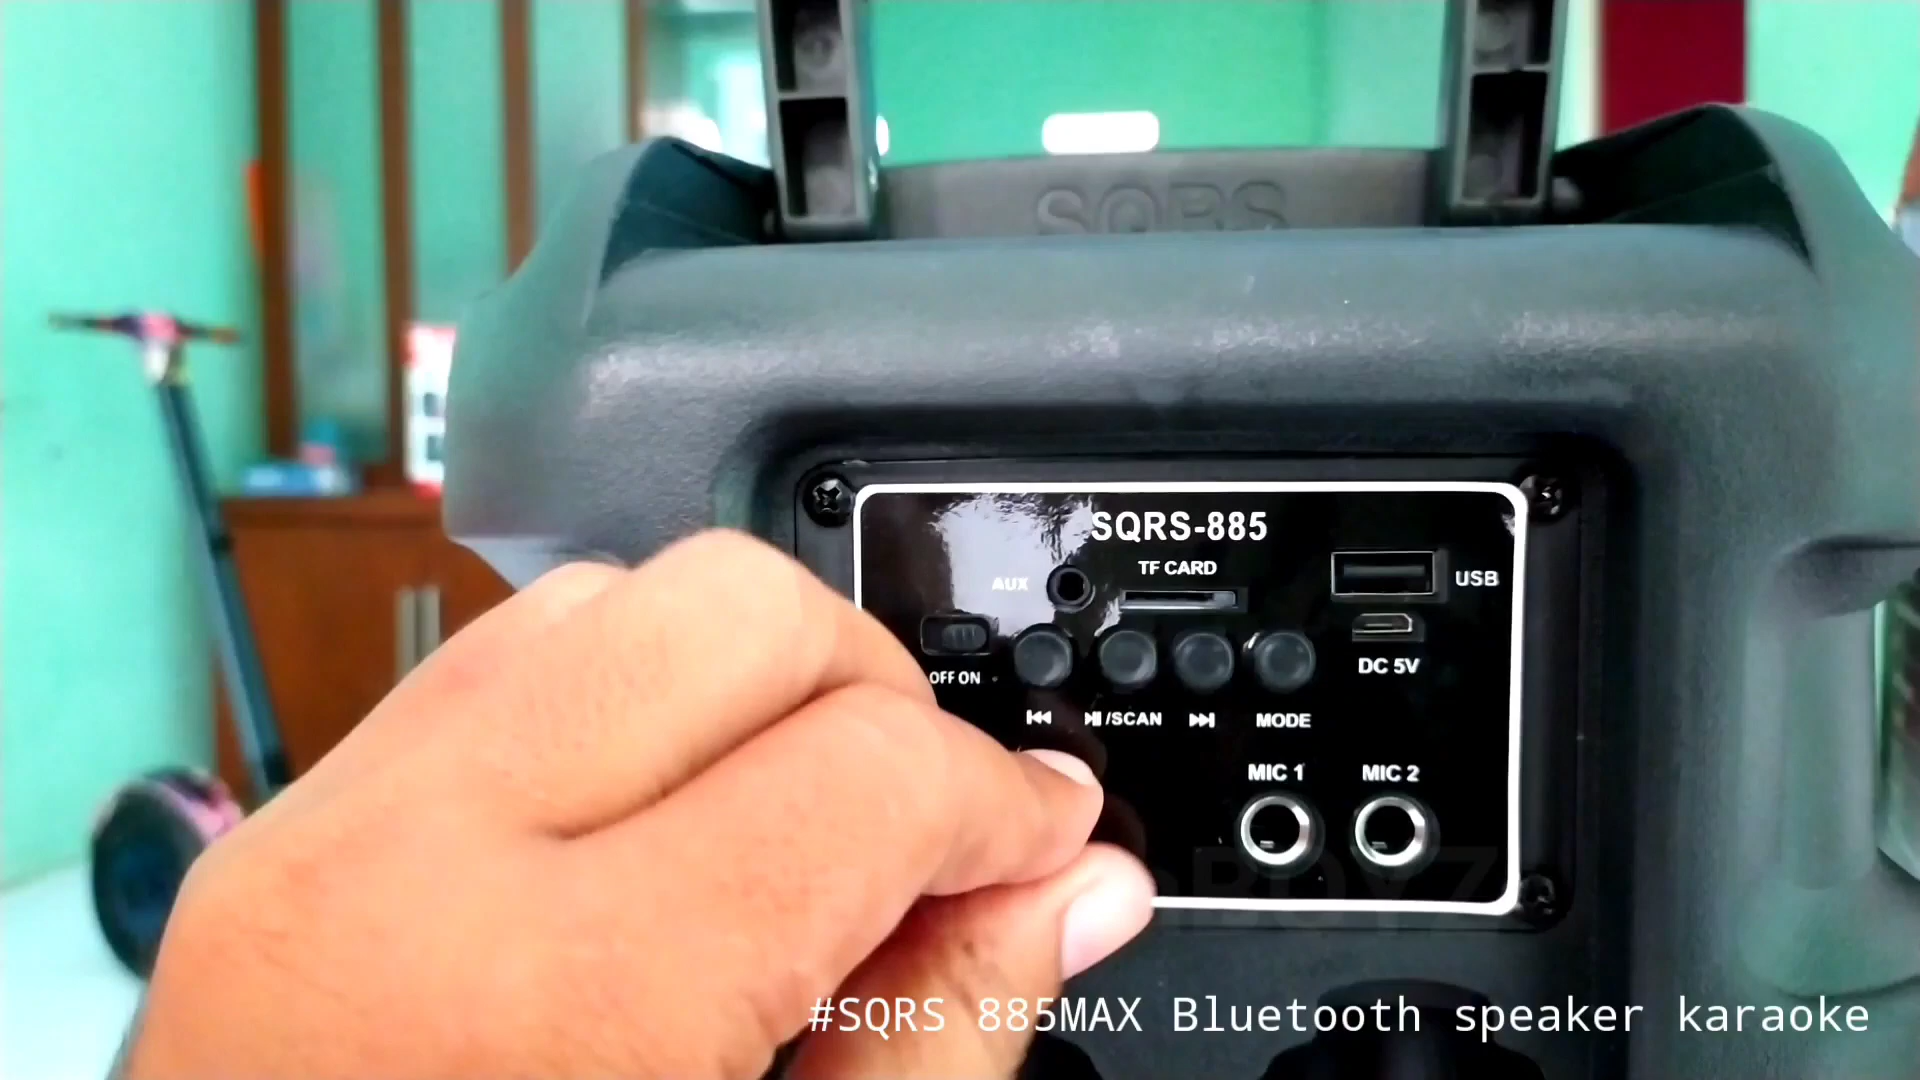 SQRS
SQRS-885
TF CARD
AUX
USB
OFF ON
DC 5V
/SCAN
MODE
MIC 1
MIC 2
#SQRS 885MAX Bluetooth speaker karaoke